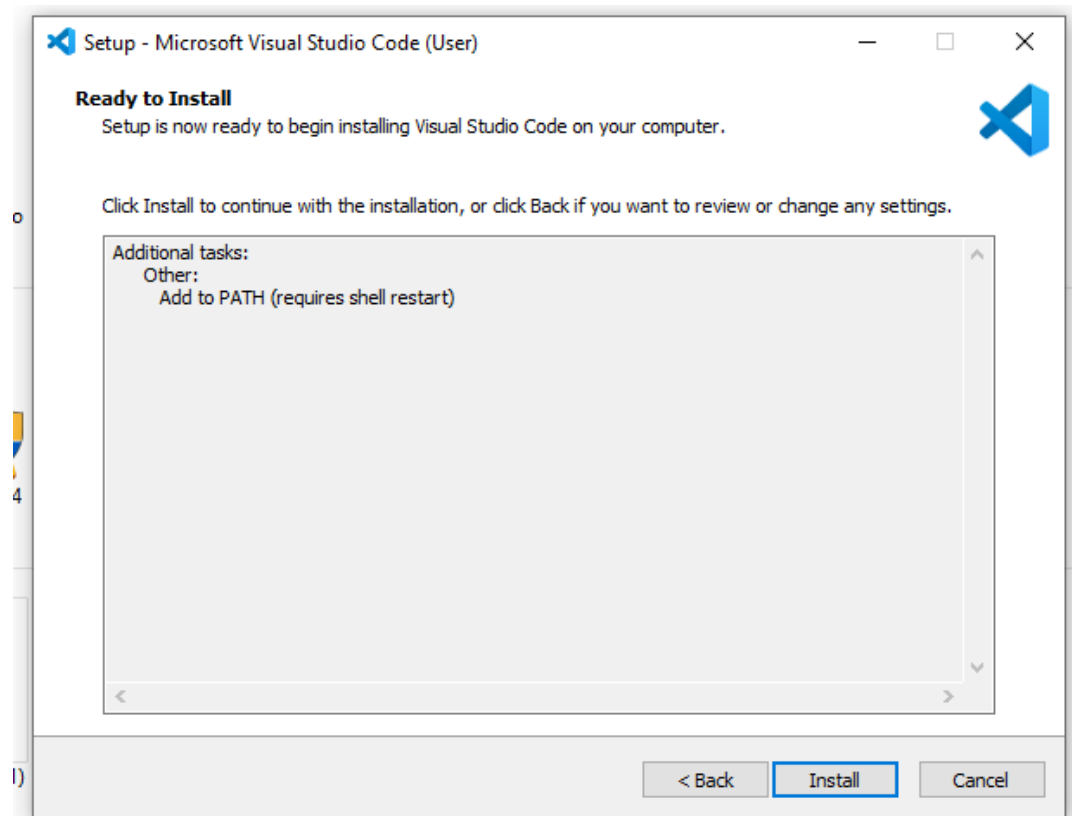 Setup - Microsoft Visual Studio Code (User)
Ready to Install
Setup is now ready to begin installing Visual Studio Code on your computer.
o
Click Install to continue with the installation, or click Back if you want to review or change any settings.
Additional tasks:
Other:
Add to PATH (requires shell restart)
4
< Back Install Cancel